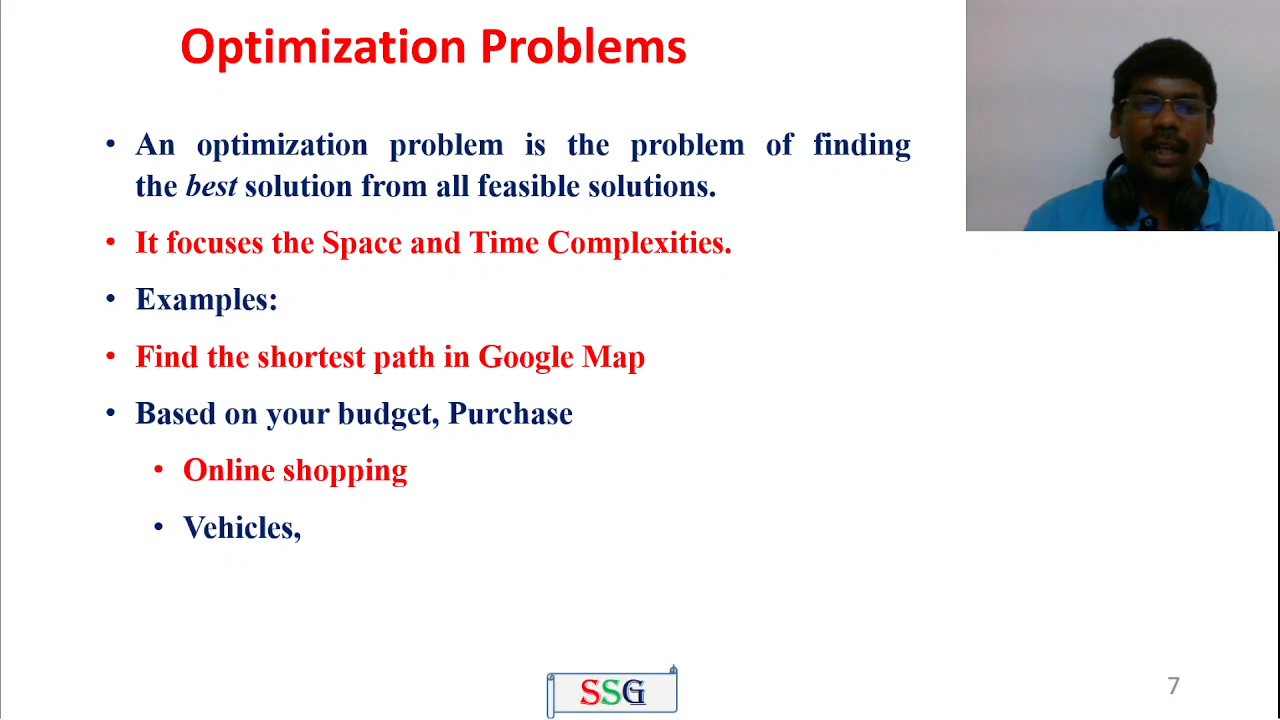 Optimization Problems
• An optimization problem is the problem of finding
the best solution from all feasible solutions.
• It focuses the Space and Time Complexities.
• Examples:
• Find the shortest path in Google Map
• Based on your budget, Purchase
• Online shopping
• Vehicles,
SSG
7